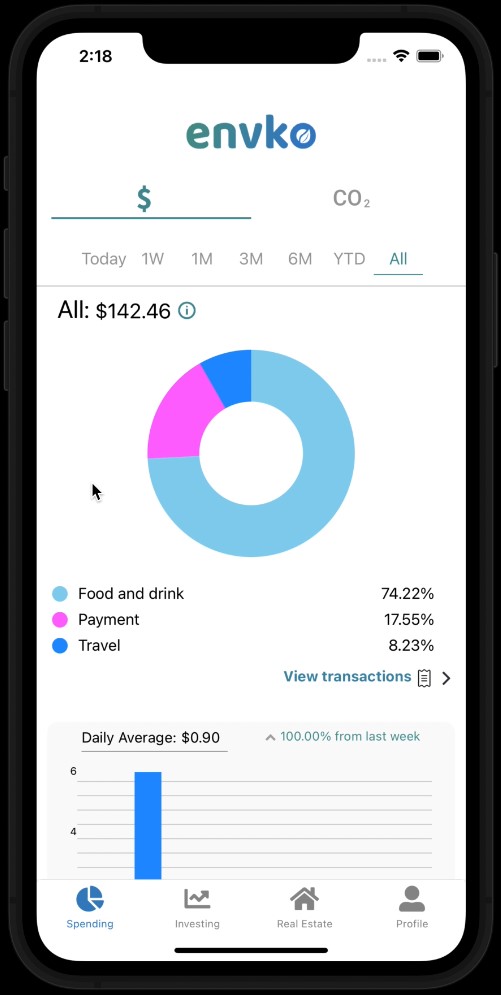 2:18
envko
$ CO₂
Today 1W 1M 3M 6M YTD All
All: $142.46
Food and drink 74.22%
Payment 17.55%
Travel 8.23%
View transactions
Daily Average: $0.90 100.00% from last week
6
4
Spending Investing Real Estate Profile